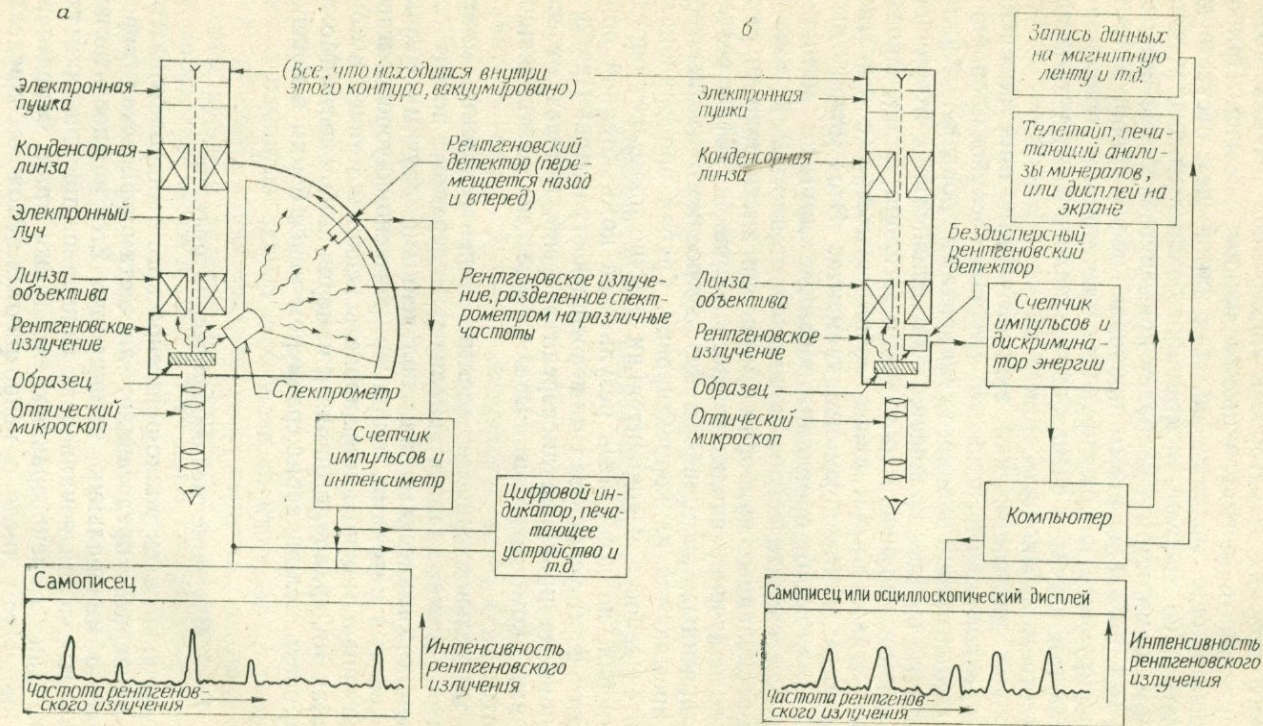 а
Электронная
пушка
Конденсорная
линза
Электронный
луч
Линза
объектива
Рентгеновское
излучение
Образец
Оптический
микроскоп
(Все, что находится внутри
этого контура, вакуумировано)
Рентгеновский
детектор (пере-
мещается назад
и вперед)
Рентгеновское излуче-
ние, разделенное спект-
рометром на различные
частоты
Спектрометр
Счетчик
импульсов и
интенсиметр
Цифровой ин-
дикатор, печа-
тающее
устройство и
т.д.
Самописец
Частота рентгенов-
ского излучения
Интенсивность
рентгеновского
излучения
б
Электронная
пушка
Конденсорная
линза
Линза
объектива
Рентгеновское
излучение
Образец
Оптический
микроскоп
Запись данных
на магнитную
ленту и т.д.
Телетайп, печа-
тающий анали-
зы минералов,
или дисплей на
экране
Бездисперсный
рентгеновский
детектор
Счетчик
импульсов и
дискримина-
тор энергии
Компьютер
Самописец или осциллоскопический дисплей
Частота рентгенов-
ского излучения
Интенсивность
рентгеновского
излучения